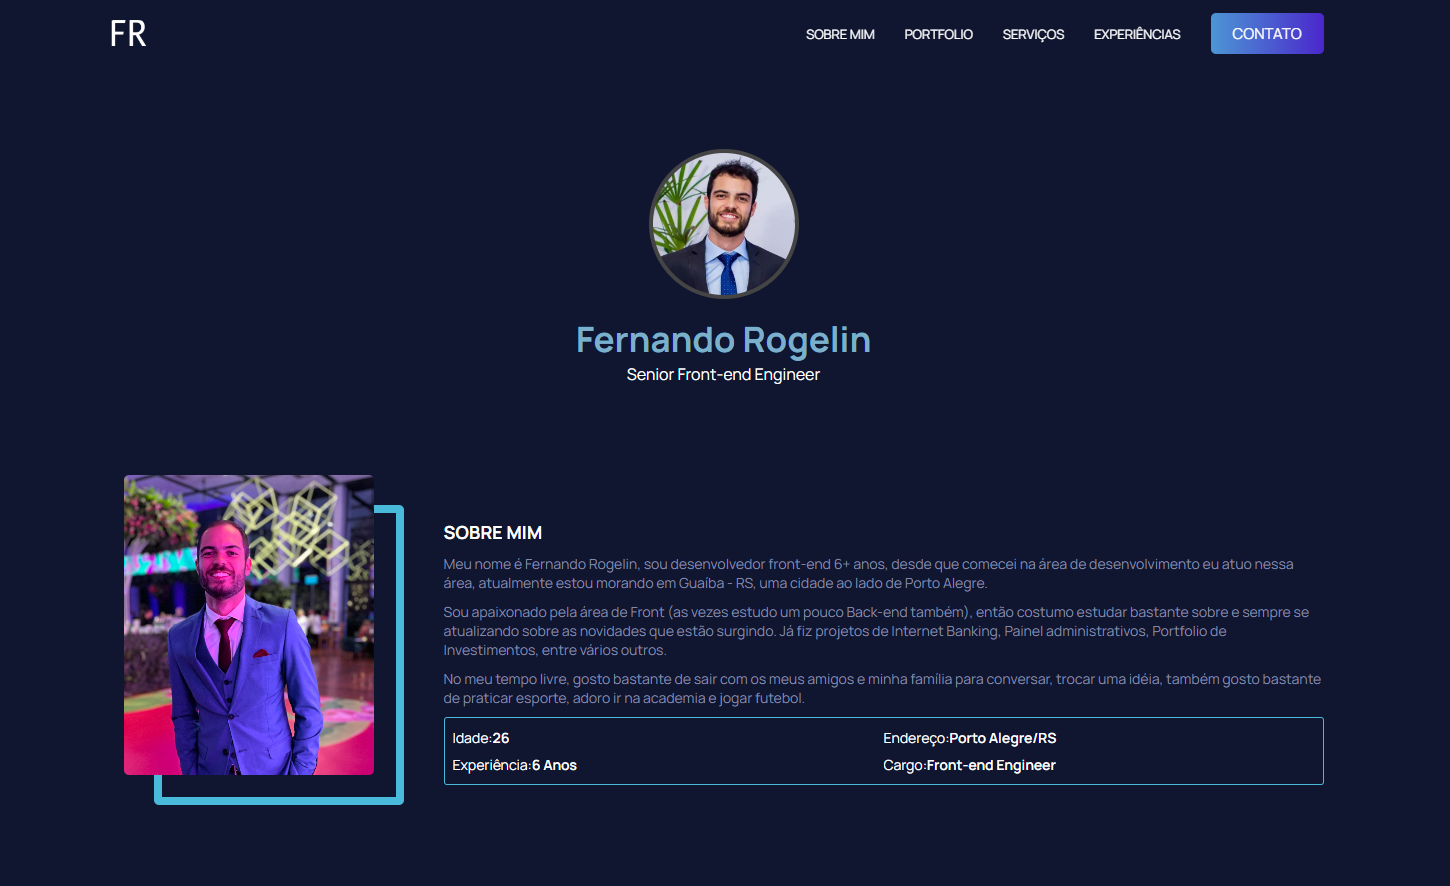 FR
SOBRE MIM
PORTFOLIO
SERVIÇOS
EXPERIÊNCIAS
CONTATO
Fernando Rogelin
Senior Front-end Engineer
SOBRE MIM
Meu nome é Fernando Rogelin, sou desenvolvedor front-end 6+ anos, desde que comecei na área de desenvolvimento eu atuo nessa
área, atualmente estou morando em Guaíba - RS, uma cidade ao lado de Porto Alegre.
Sou apaixonado pela área de Front (as vezes estudo um pouco Back-end também), então costumo estudar bastante sobre e sempre se
atualizando sobre as novidades que estão surgindo. Já fiz projetos de Internet Banking, Painel administrativos, Portfolio de
Investimentos, entre vários outros.
No meu tempo livre, gosto bastante de sair com os meus amigos e minha família para conversar, trocar uma idéia, também gosto bastante
de praticar esporte, adoro ir na academia e jogar futebol.
Idade:26
Endereço:Porto Alegre/RS
Experiência:6 Anos
Cargo:Front-end Engineer